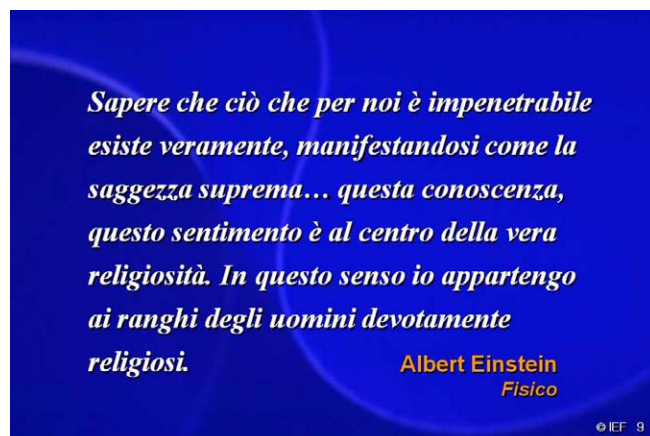 Sapere che ciò che per noi è impenetrabile
esiste veramente, manifestandosi come la
saggezza suprema… questa conoscenza,
questo sentimento è al centro della vera
religiosità. In questo senso io appartengo
ai ranghi degli uomini devotamente
religiosi.
Albert Einstein
Fisico
© IEF 9